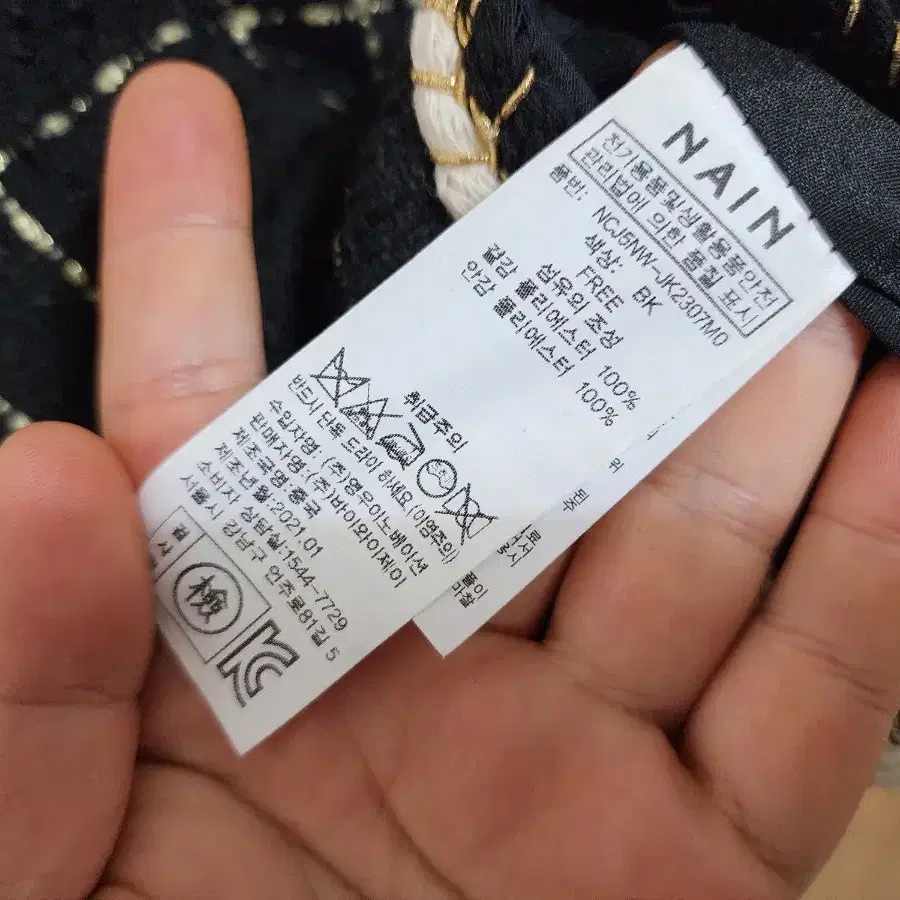 NAIN
전기용품및생활용품안전
관리법에 의한 품질 표시
품번: NCJ5NW-JK2307M0
색상: BK
FREE
섬유의 조성
겉감 폴리에스터 100%
안감 폴리에스터 100%
취급주의
반드시 단독 드라이 하세요(이염주의)
수입자명: (주)영우이노베이션
판매사명:(주)바이와이제이
제조국명:중국
제조년월:2021.01
소비자 상담실:1544-7729
서울시 강남구 언주로81길 5
檢